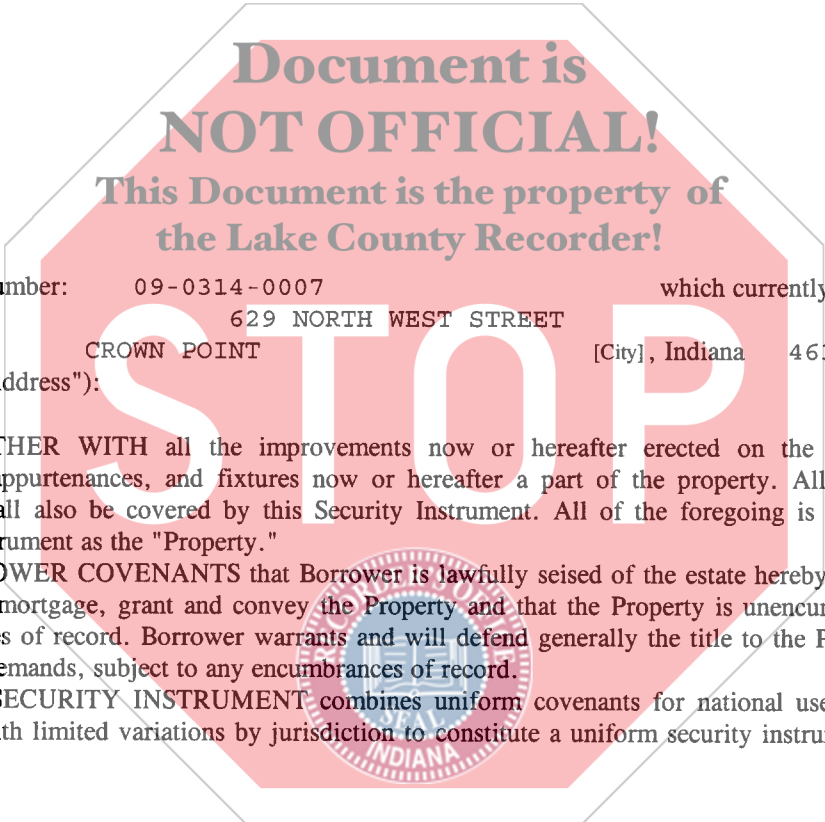 Document is
NOT OFFICIAL!
This Document is the property of
the Lake County Recorder!
umber: 09-0314-0007 which currently
629 NORTH WEST STREET
CROWN POINT [City], Indiana 463
ddress"):
STOP
THER WITH all the improvements now or hereafter erected on the
appurtenances, and fixtures now or hereafter a part of the property. All
all also be covered by this Security Instrument. All of the foregoing is
rument as the "Property."
OWER COVENANTS that Borrower is lawfully seised of the estate hereby
mortgage, grant and convey the Property and that the Property is unencum
es of record. Borrower warrants and will defend generally the title to the P
emands, subject to any encumbrances of record.
SECURITY INSTRUMENT combines uniform covenants for national use
th limited variations by jurisdiction to constitute a uniform security instru
SEAL
INDIANA